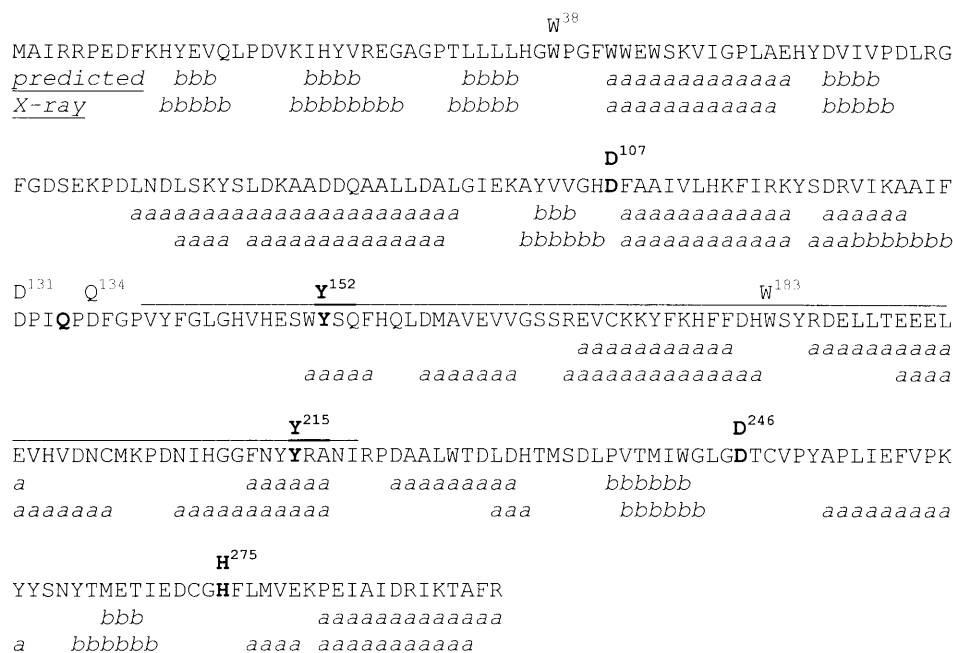 W38
MAIRRPEDFKHYEVQLPDVKIHYVREGAGPTLLLLHGWPGFWWEWSKVIGPLAEHYDVIVPDLRG
predicted bbb bbbb bbbb aaaaaaaaaaaaa bbbb
X-ray bbbbb bbbbbbbb bbbbb aaaaaaaaaaaaa bbbbb
D107
FGDSEKPDLNDLSKYSLDKAADDQAALLDALGIEKAYVVGHDFAAIVLHKFIRKYSDRVIKAAIF
aaaaaaaaaaaaaaaaaaaaaaa bbb aaaaaaaaaaaa aaaaaaa
aaaa aaaaaaaaaaaaaa bbbbbb aaaaaaaaaaaa aaabbbbbbb
D131 Q134 Y152 W183
DPIQPDFGPVYFGLGHVHESWYSQFHQLDMAVEVVGSSREVCKKYFKHFFDHWSYRDELLTEEEL
aaaaaaaaaaa aaaaaaaaaa
aaaaa aaaaaaa aaaaaaaaaaaaaa aaaa
Y215 D246
EVHVDNCMKPDNIHGGFNYYRANIRPDAALWTDLDHTMSDLPVTMIWGLGDTCVPYAPLIEFVPK
a aaaaaa aaaaaaaaa bbbbbb
aaaaaaa aaaaaaaaaaa aaa bbbbbb aaaaaaaaa
H275
YYSNYTMETIEDCGHFLMVEKPEIAIDRIKTAFR
bbb aaaaaaaaaaaaa
a bbbbbb aaaa aaaaaaaaaaa